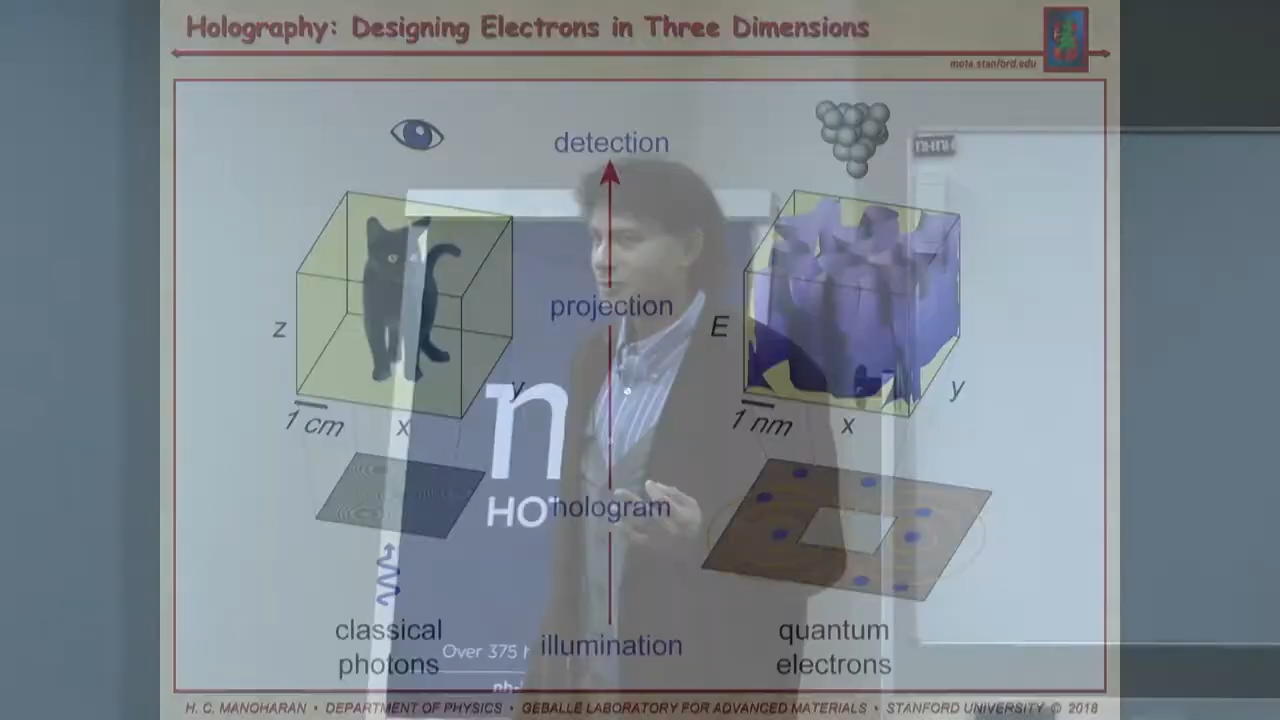 Holography: Designing Electrons in Three Dimensions
mota.stanford.edu
detection
projection
z
E
y
y
1 cm
x
1 nm
x
n
HO
hologram
classical
photons
illumination
quantum
electrons
Over 375 h
nh-
H. C. MANOHARAN • DEPARTMENT OF PHYSICS • GEBALLE LABORATORY FOR ADVANCED MATERIALS • STANFORD UNIVERSITY © 2018